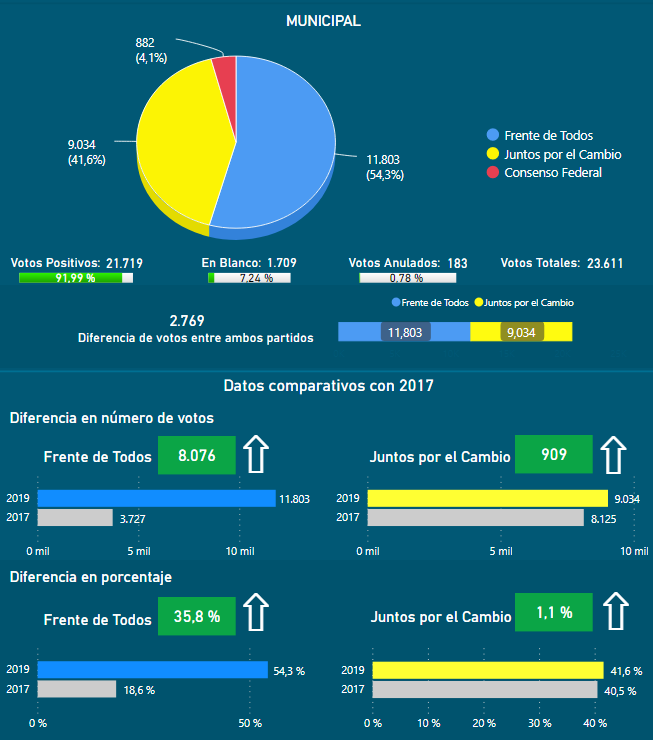 MUNICIPAL
882
(4,1%)
9.034
(41,6%)
11.803
(54,3%)
Frente de Todos
Juntos por el Cambio
Consenso Federal
Votos Positivos: 21.719
91,99 %
En Blanco: 1.709
7,24 %
Votos Anulados: 183
0,78 %
Votos Totales: 23.611
2.769
Diferencia de votos entre ambos partidos
Frente de Todos Juntos por el Cambio
11,803 9,034
Datos comparativos con 2017
Diferencia en número de votos
Frente de Todos 8.076
2019 11.803
2017 3.727
0 mil 5 mil 10 mil
Juntos por el Cambio 909
2019 9.034
2017 8.125
0 mil 5 mil 10 mil
Diferencia en porcentaje
Frente de Todos 35,8 %
2019 54,3 %
2017 18,6 %
0 % 50 %
Juntos por el Cambio 1,1 %
2019 41,6 %
2017 40,5 %
0 % 10 % 20 % 30 % 40 %